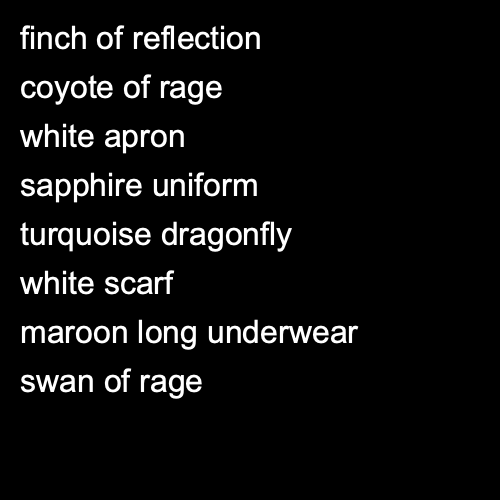 finch of reflection
coyote of rage
white apron
sapphire uniform
turquoise dragonfly
white scarf
maroon long underwear
swan of rage